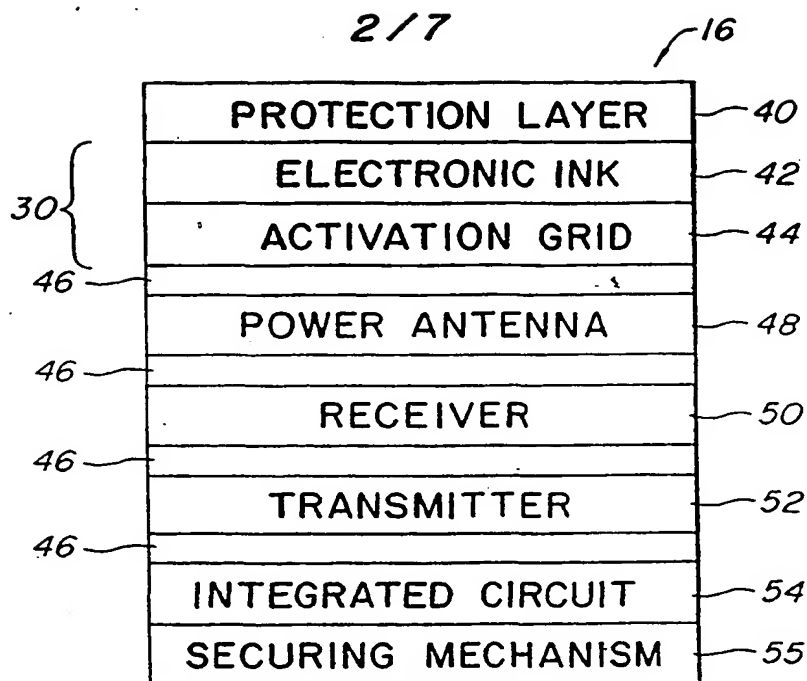 2/7
16
PROTECTION LAYER 40
ELECTRONIC INK 42
30
ACTIVATION GRID 44
46
POWER ANTENNA 48
46
RECEIVER 50
46
TRANSMITTER 52
46
INTEGRATED CIRCUIT 54
SECURING MECHANISM 55